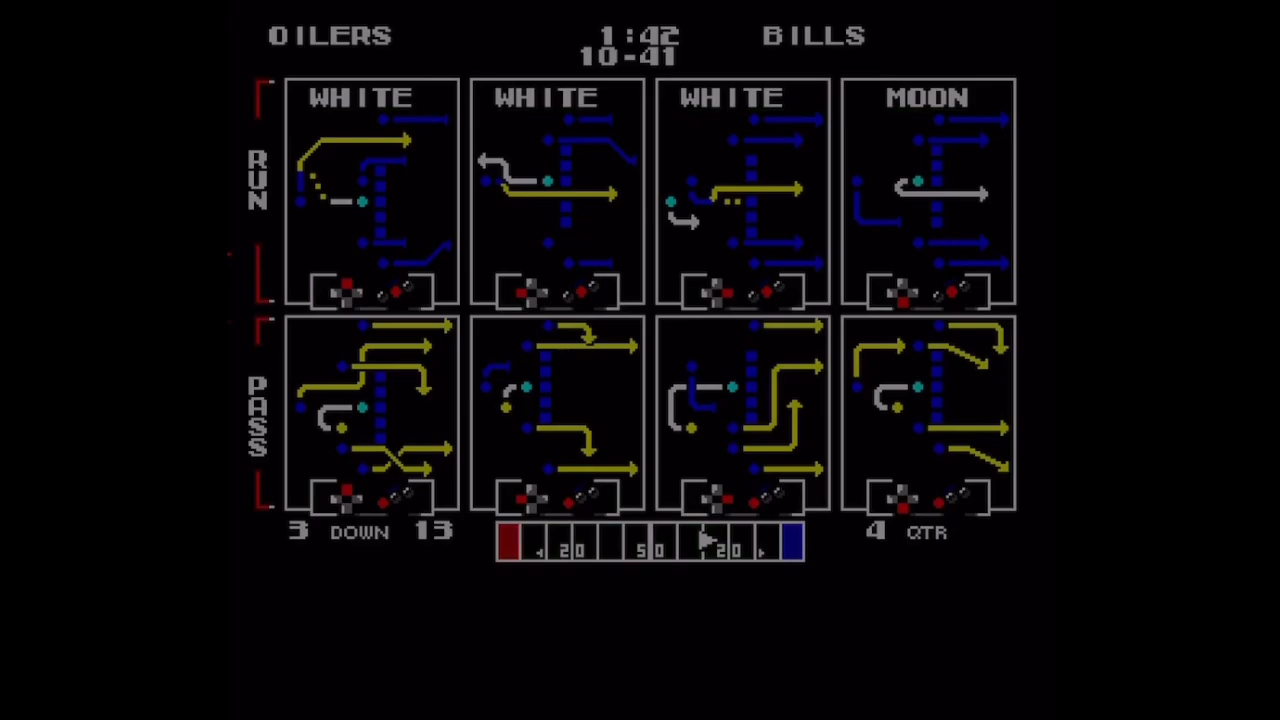 OILERS 1:42 BILLS
10-41
WHITE WHITE WHITE MOON
RUN
PASS
3 DOWN 13 4 QTR
20 50 20